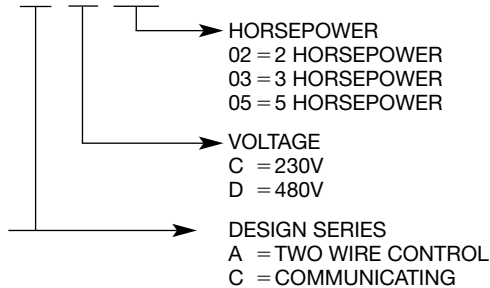 HORSEPOWER
02 = 2 HORSEPOWER
03 = 3 HORSEPOWER
05 = 5 HORSEPOWER
VOLTAGE
C = 230V
D = 480V
DESIGN SERIES
A = TWO WIRE CONTROL
C = COMMUNICATING